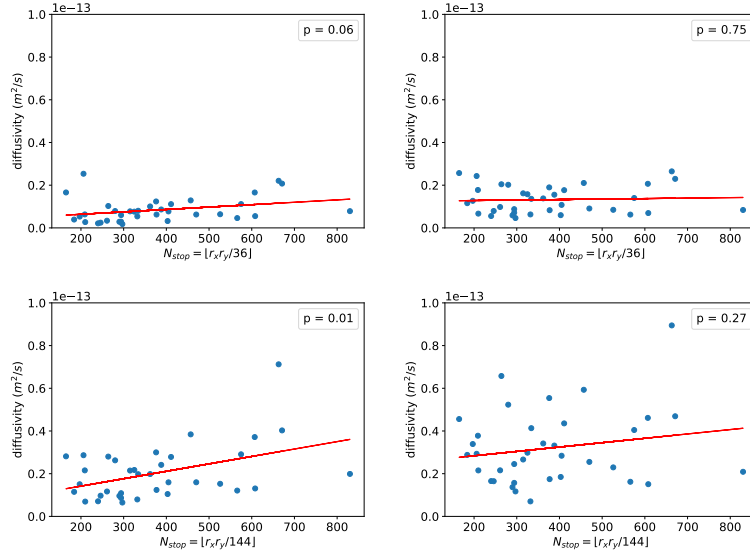 1e−13
p = 0.06
1.0
0.8
0.6
0.4
0.2
0.0
diffusivity (m²/s)
200 300 400 500 600 700 800
N_stop = ⌊r_x r_y/36⌋
1e−13
p = 0.75
1.0
0.8
0.6
0.4
0.2
0.0
diffusivity (m²/s)
200 300 400 500 600 700 800
N_stop = ⌊r_x r_y/36⌋
1e−13
p = 0.01
1.0
0.8
0.6
0.4
0.2
0.0
diffusivity (m²/s)
200 300 400 500 600 700 800
N_stop = ⌊r_x r_y/144⌋
1e−13
p = 0.27
1.0
0.8
0.6
0.4
0.2
0.0
diffusivity (m²/s)
200 300 400 500 600 700 800
N_stop = ⌊r_x r_y/144⌋